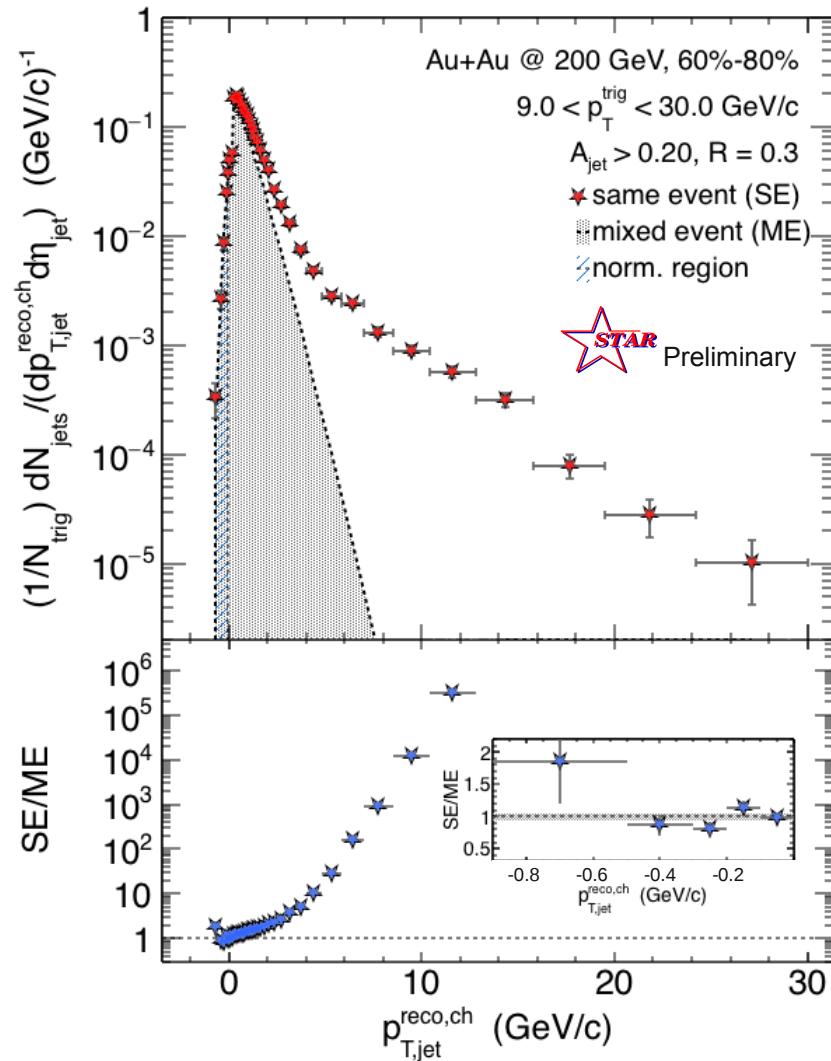 (1/N_trig) dN_jets/(dp_T,jet^reco,ch dη_jet) (GeV/c)^-1
1
10^-1
10^-2
10^-3
10^-4
10^-5
Au+Au @ 200 GeV, 60%-80%
9.0 < p_T^trig < 30.0 GeV/c
A_jet > 0.20, R = 0.3
same event (SE)
mixed event (ME)
norm. region
STAR Preliminary
SE/ME
10^6
10^5
10^4
10^3
10^2
10
1
SE/ME
2
1.5
1
0.5
-0.8 -0.6 -0.4 -0.2
p_T,jet^reco,ch (GeV/c)
0 10 20 30
p_T,jet^reco,ch (GeV/c)